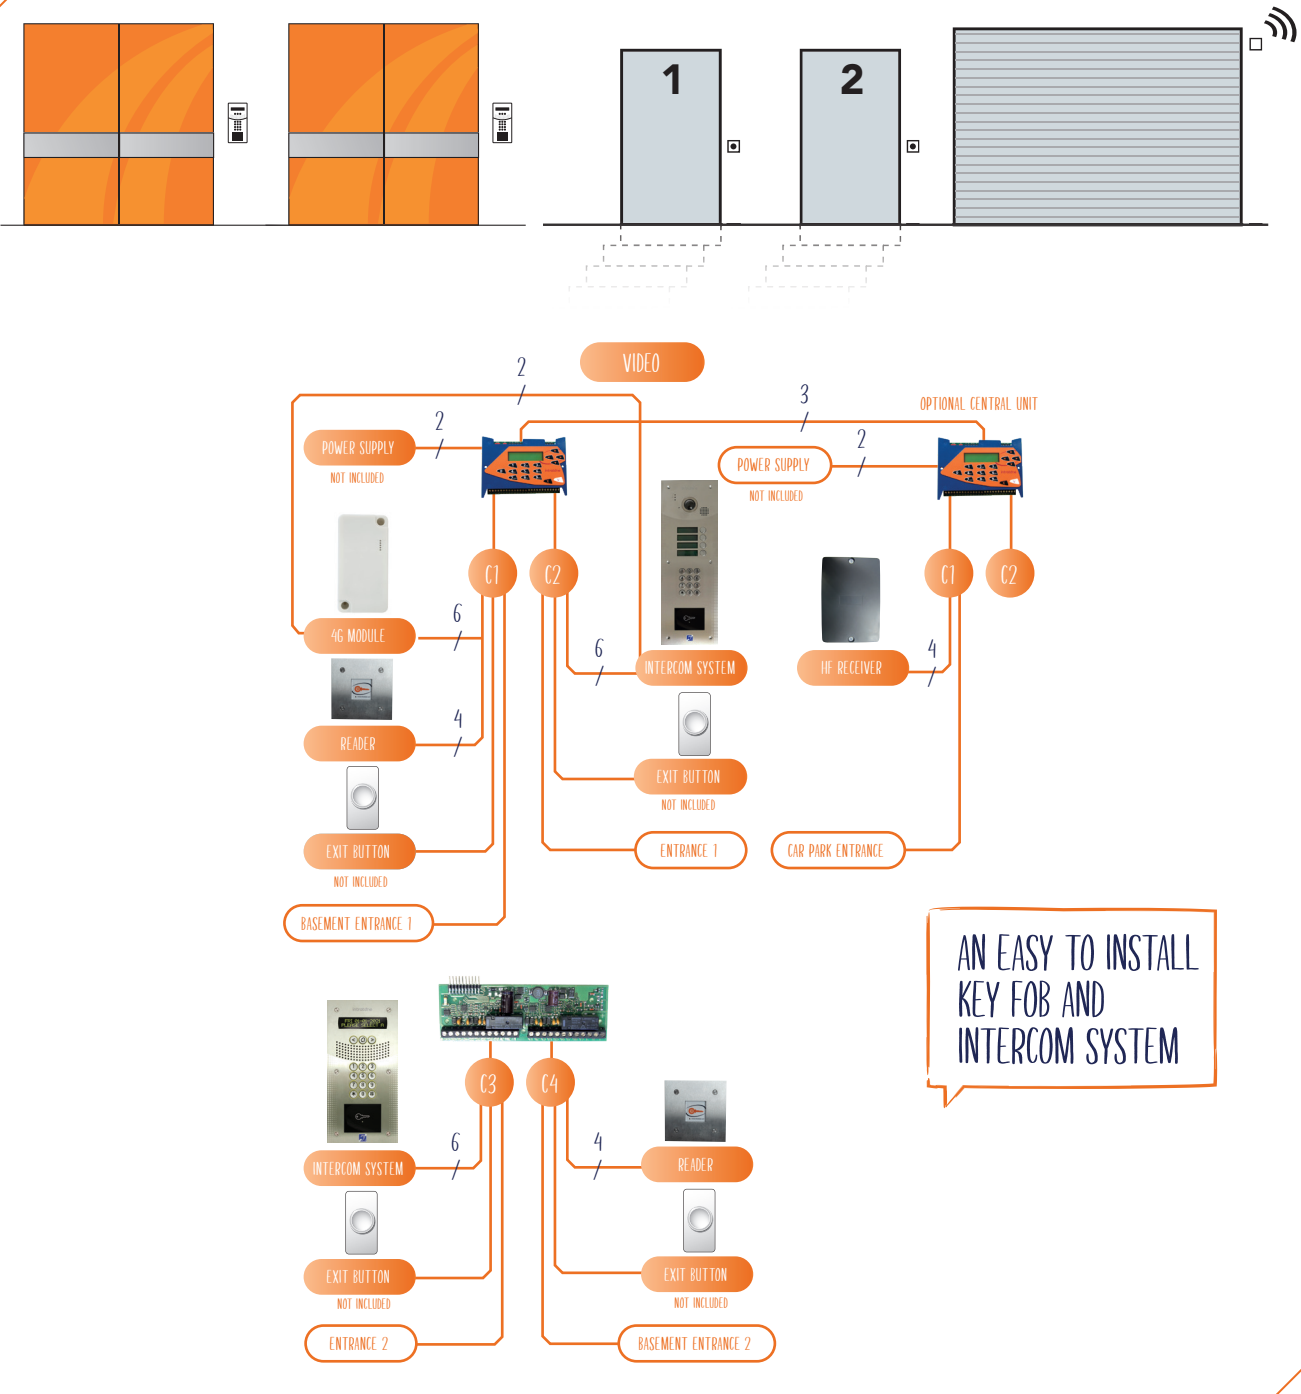 1
2
VIDEO
2
3
OPTIONAL CENTRAL UNIT
2
2
POWER SUPPLY
NOT INCLUDED
POWER SUPPLY
NOT INCLUDED
C1
C2
C1
C2
6
4G MODULE
6
INTERCOM SYSTEM
HF RECEIVER
4
4
READER
EXIT BUTTON
NOT INCLUDED
EXIT BUTTON
NOT INCLUDED
ENTRANCE 1
CAR PARK ENTRANCE
BASEMENT ENTRANCE 1
AN EASY TO INSTALL
KEY FOB AND
INTERCOM SYSTEM
PLEASE SELECT A
C3
C4
6
4
INTERCOM SYSTEM
READER
EXIT BUTTON
NOT INCLUDED
EXIT BUTTON
NOT INCLUDED
ENTRANCE 2
BASEMENT ENTRANCE 2